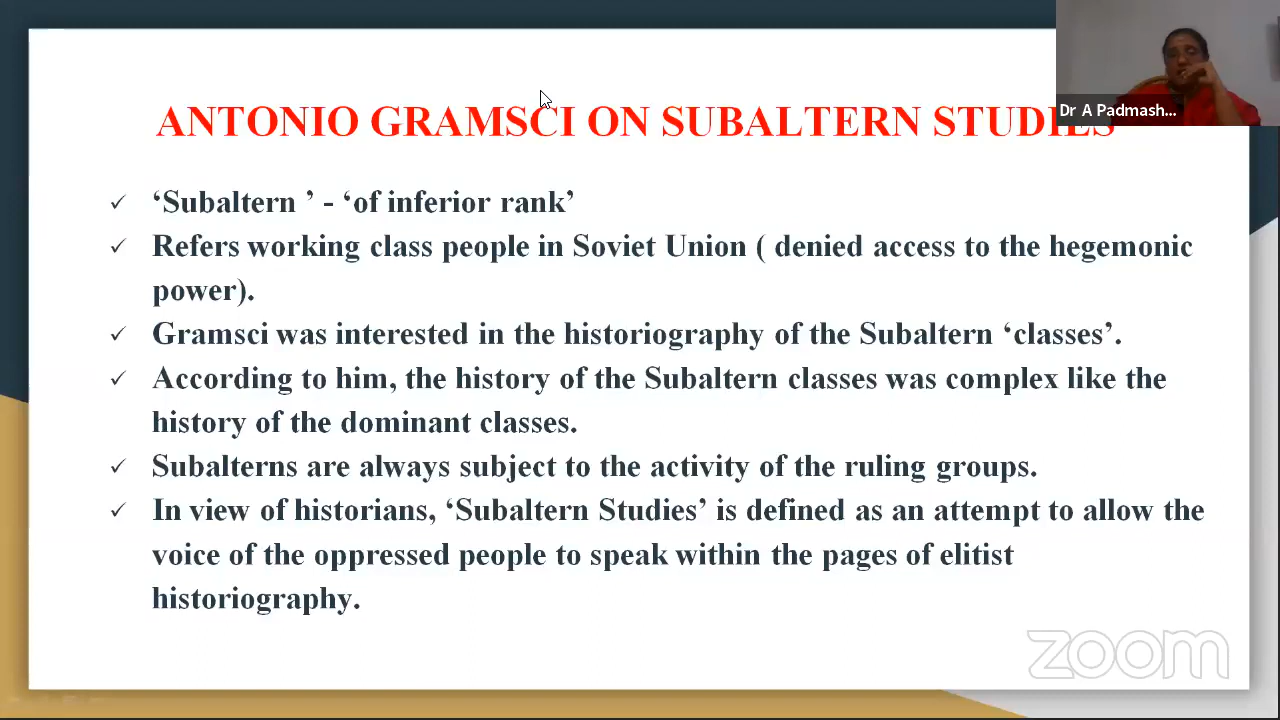 Dr A Padmash...
ANTONIO GRAMSCI ON SUBALTERN STUDIES
✓ ‘Subaltern ’ - ‘of inferior rank’
✓ Refers working class people in Soviet Union ( denied access to the hegemonic
power).
✓ Gramsci was interested in the historiography of the Subaltern ‘classes’.
✓ According to him, the history of the Subaltern classes was complex like the
history of the dominant classes.
✓ Subalterns are always subject to the activity of the ruling groups.
✓ In view of historians, ‘Subaltern Studies’ is defined as an attempt to allow the
voice of the oppressed people to speak within the pages of elitist
historiography.
zoom